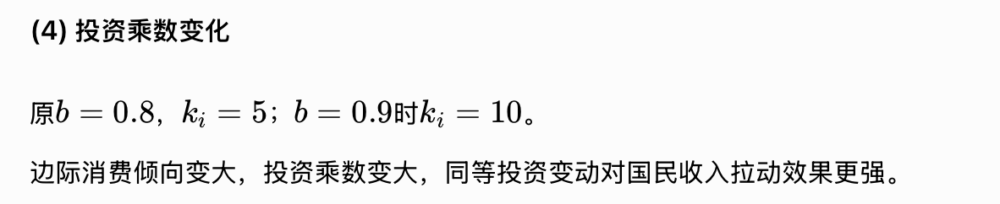 (4) 投资乘数变化
原b = 0.8，k_i = 5；b = 0.9时k_i = 10。
边际消费倾向变大，投资乘数变大，同等投资变动对国民收入拉动效果更强。